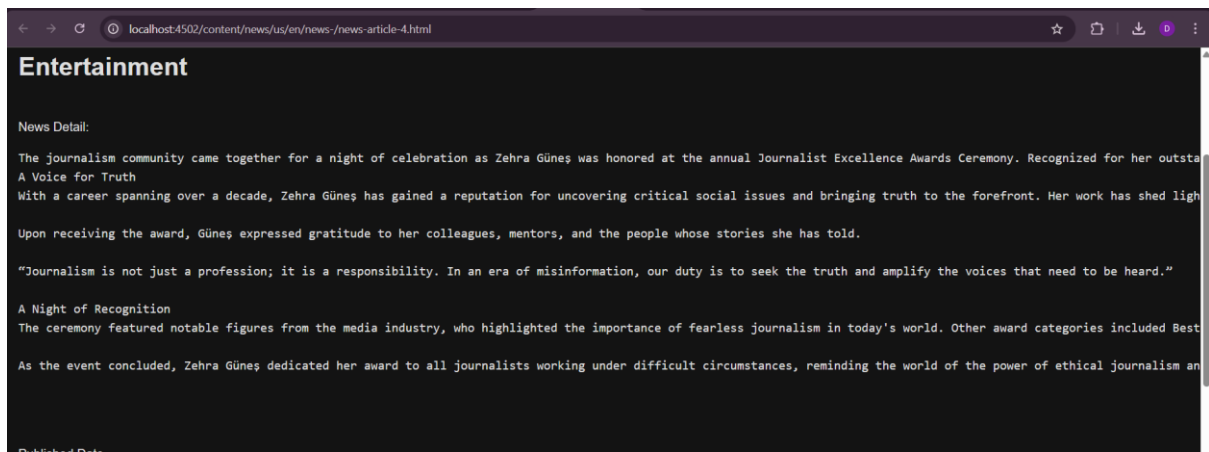 localhost:4502/content/news/us/en/news-/news-article-4.html
D
Entertainment
News Detail:
The journalism community came together for a night of celebration as Zehra Güneş was honored at the annual Journalist Excellence Awards Ceremony. Recognized for her outsta
A Voice for Truth
With a career spanning over a decade, Zehra Güneş has gained a reputation for uncovering critical social issues and bringing truth to the forefront. Her work has shed ligh
Upon receiving the award, Güneş expressed gratitude to her colleagues, mentors, and the people whose stories she has told.
“Journalism is not just a profession; it is a responsibility. In an era of misinformation, our duty is to seek the truth and amplify the voices that need to be heard.”
A Night of Recognition
The ceremony featured notable figures from the media industry, who highlighted the importance of fearless journalism in today's world. Other award categories included Best
As the event concluded, Zehra Güneş dedicated her award to all journalists working under difficult circumstances, reminding the world of the power of ethical journalism an
Published Date